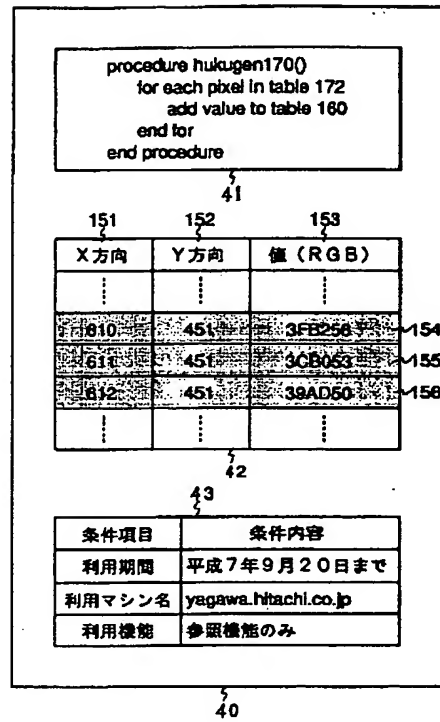 procedure hukugen170()
for each pixel in table 172
add value to table 160
end for
end procedure
41
151 152 153
X方向 Y方向 値（RGB）
610 451 3FB256 154
611 451 3CB053 155
612 451 39AD50 156
42
43
条件項目 条件内容
利用期間 平成7年9月20日まで
利用マシン名 yagawa.hitachi.co.jp
利用機能 参照機能のみ
40